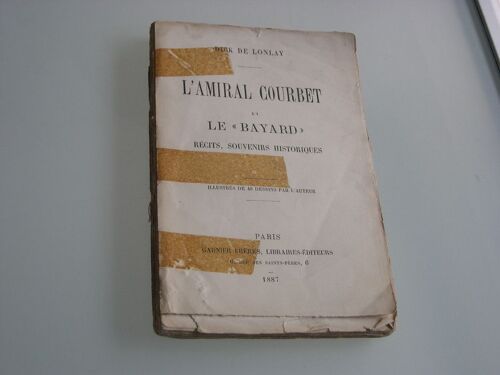 DICK DE LONLAY
L'AMIRAL COURBET
ET
LE « BAYARD »
RÉCITS, SOUVENIRS HISTORIQUES
ILLUSTRÉS DE 40 DESSINS PAR L'AUTEUR
PARIS
GARNIER FRÈRES, LIBRAIRES-ÉDITEURS
6, RUE DES SAINTS-PÈRES, 6
1887